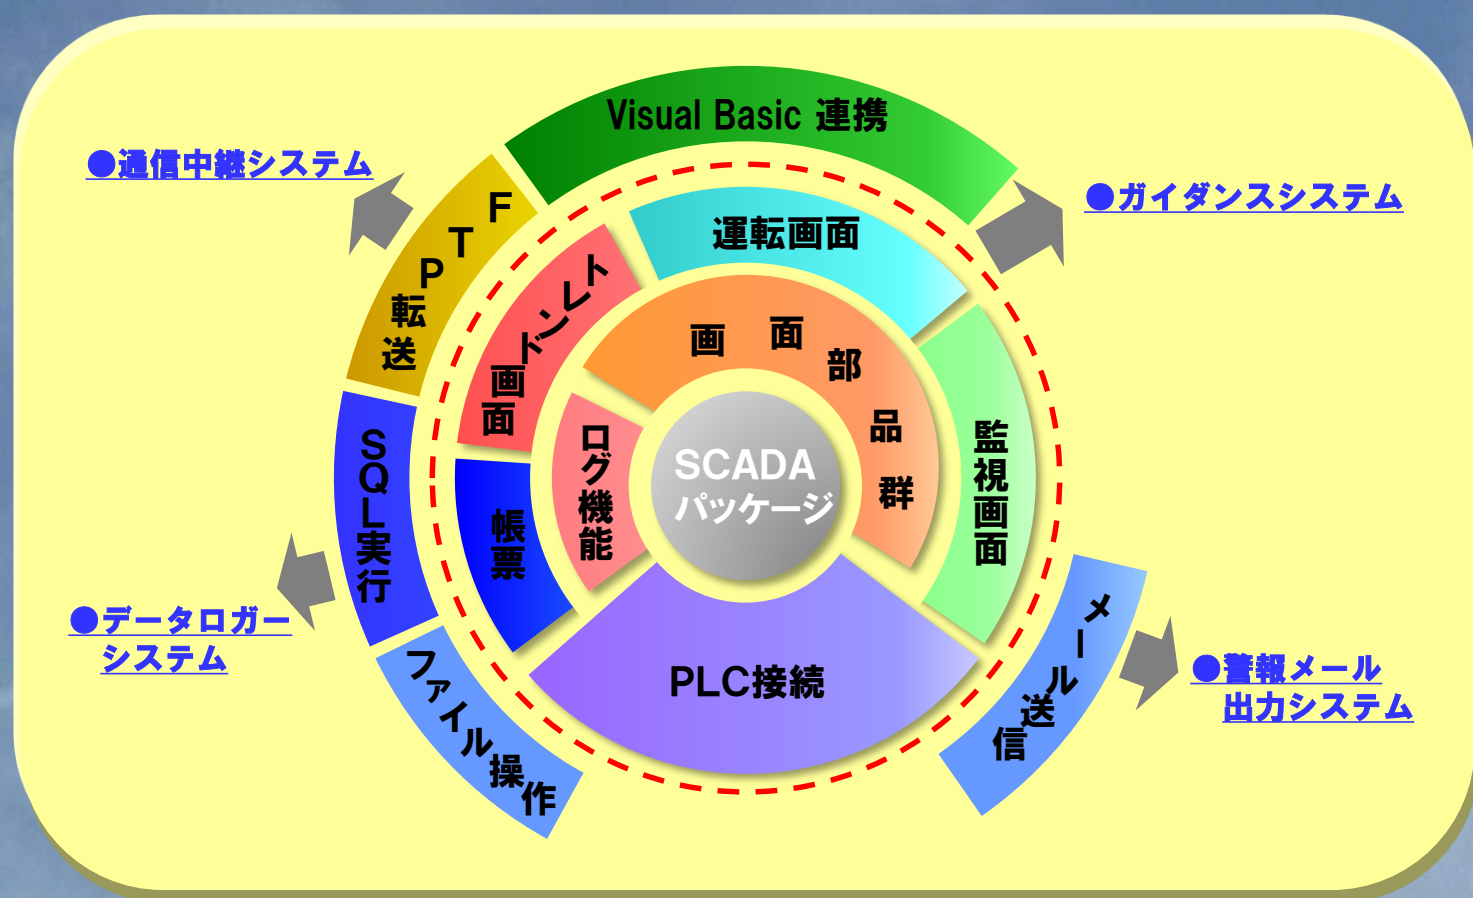 Visual Basic 連携
●通信中継システム
●ガイダンスシステム
FTP転送
運転画面
トレンド画面
画面部品群
監視画面
ログ機能
SCADA
パッケージ
SQL実行
帳票
PLC接続
メール送信
ファイル操作
●データロガー
システム
●警報メール
出力システム